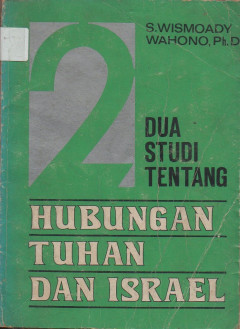 S.WISMOADY
WAHONO, Ph.D
2
DUA
STUDI
TENTANG
HUBUNGAN
TUHAN
DAN ISRAEL